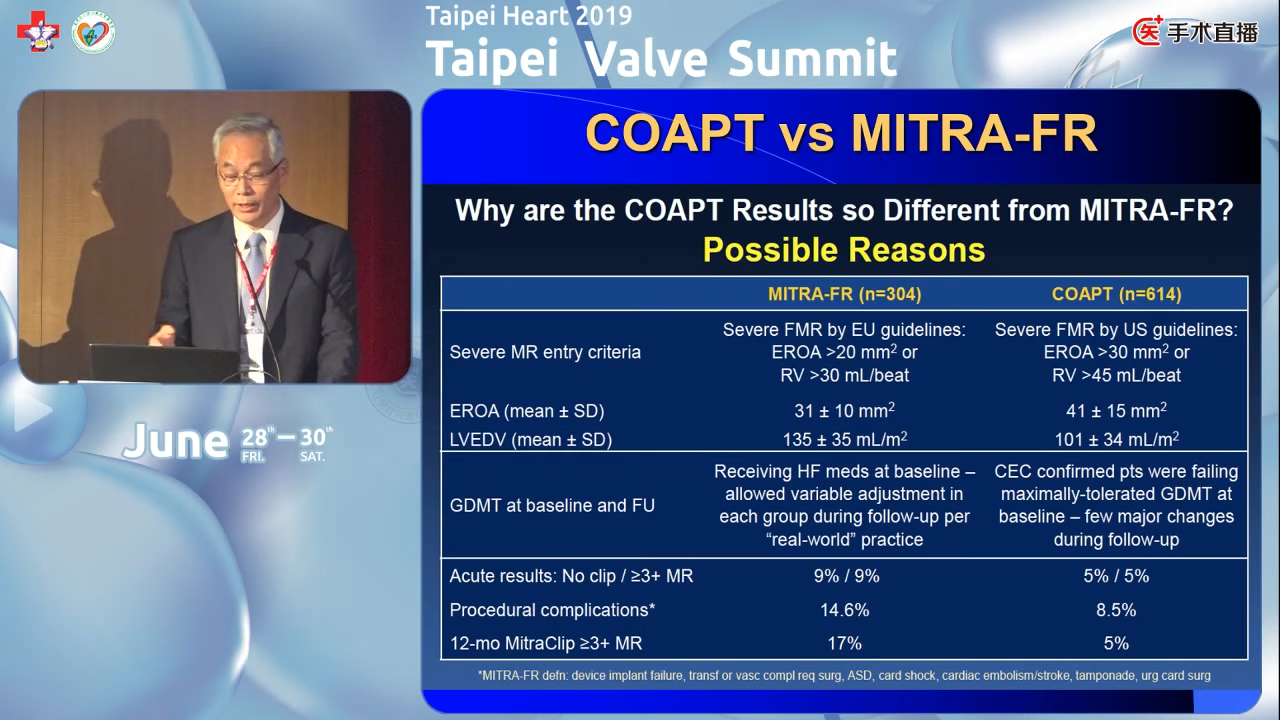 Taipei Heart 2019
Taipei Valve Summit
手术直播
June 28th – 30th
FRI. SAT.
COAPT vs MITRA-FR
Why are the COAPT Results so Different from MITRA-FR?
Possible Reasons
MITRA-FR (n=304) COAPT (n=614)
Severe MR entry criteria
Severe FMR by EU guidelines:
EROA >20 mm² or
RV >30 mL/beat
Severe FMR by US guidelines:
EROA >30 mm² or
RV >45 mL/beat
EROA (mean ± SD) 31 ± 10 mm² 41 ± 15 mm²
LVEDV (mean ± SD) 135 ± 35 mL/m² 101 ± 34 mL/m²
GDMT at baseline and FU
Receiving HF meds at baseline –
allowed variable adjustment in
each group during follow-up per
“real-world” practice
CEC confirmed pts were failing
maximally-tolerated GDMT at
baseline – few major changes
during follow-up
Acute results: No clip / ≥3+ MR 9% / 9% 5% / 5%
Procedural complications* 14.6% 8.5%
12-mo MitraClip ≥3+ MR 17% 5%
*MITRA-FR defn: device implant failure, transf or vasc compl req surg, ASD, card shock, cardiac embolism/stroke, tamponade, urg card surg